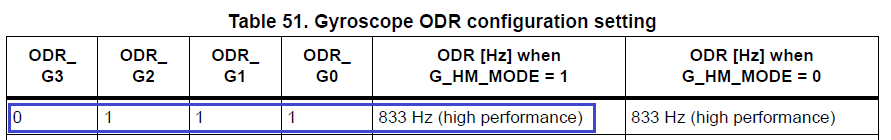 Table 51. Gyroscope ODR configuration setting
ODR_ G3 ODR_ G2 ODR_ G1 ODR_ G0 ODR [Hz] when G_HM_MODE = 1 ODR [Hz] when G_HM_MODE = 0
0 1 1 1 833 Hz (high performance) 833 Hz (high performance)